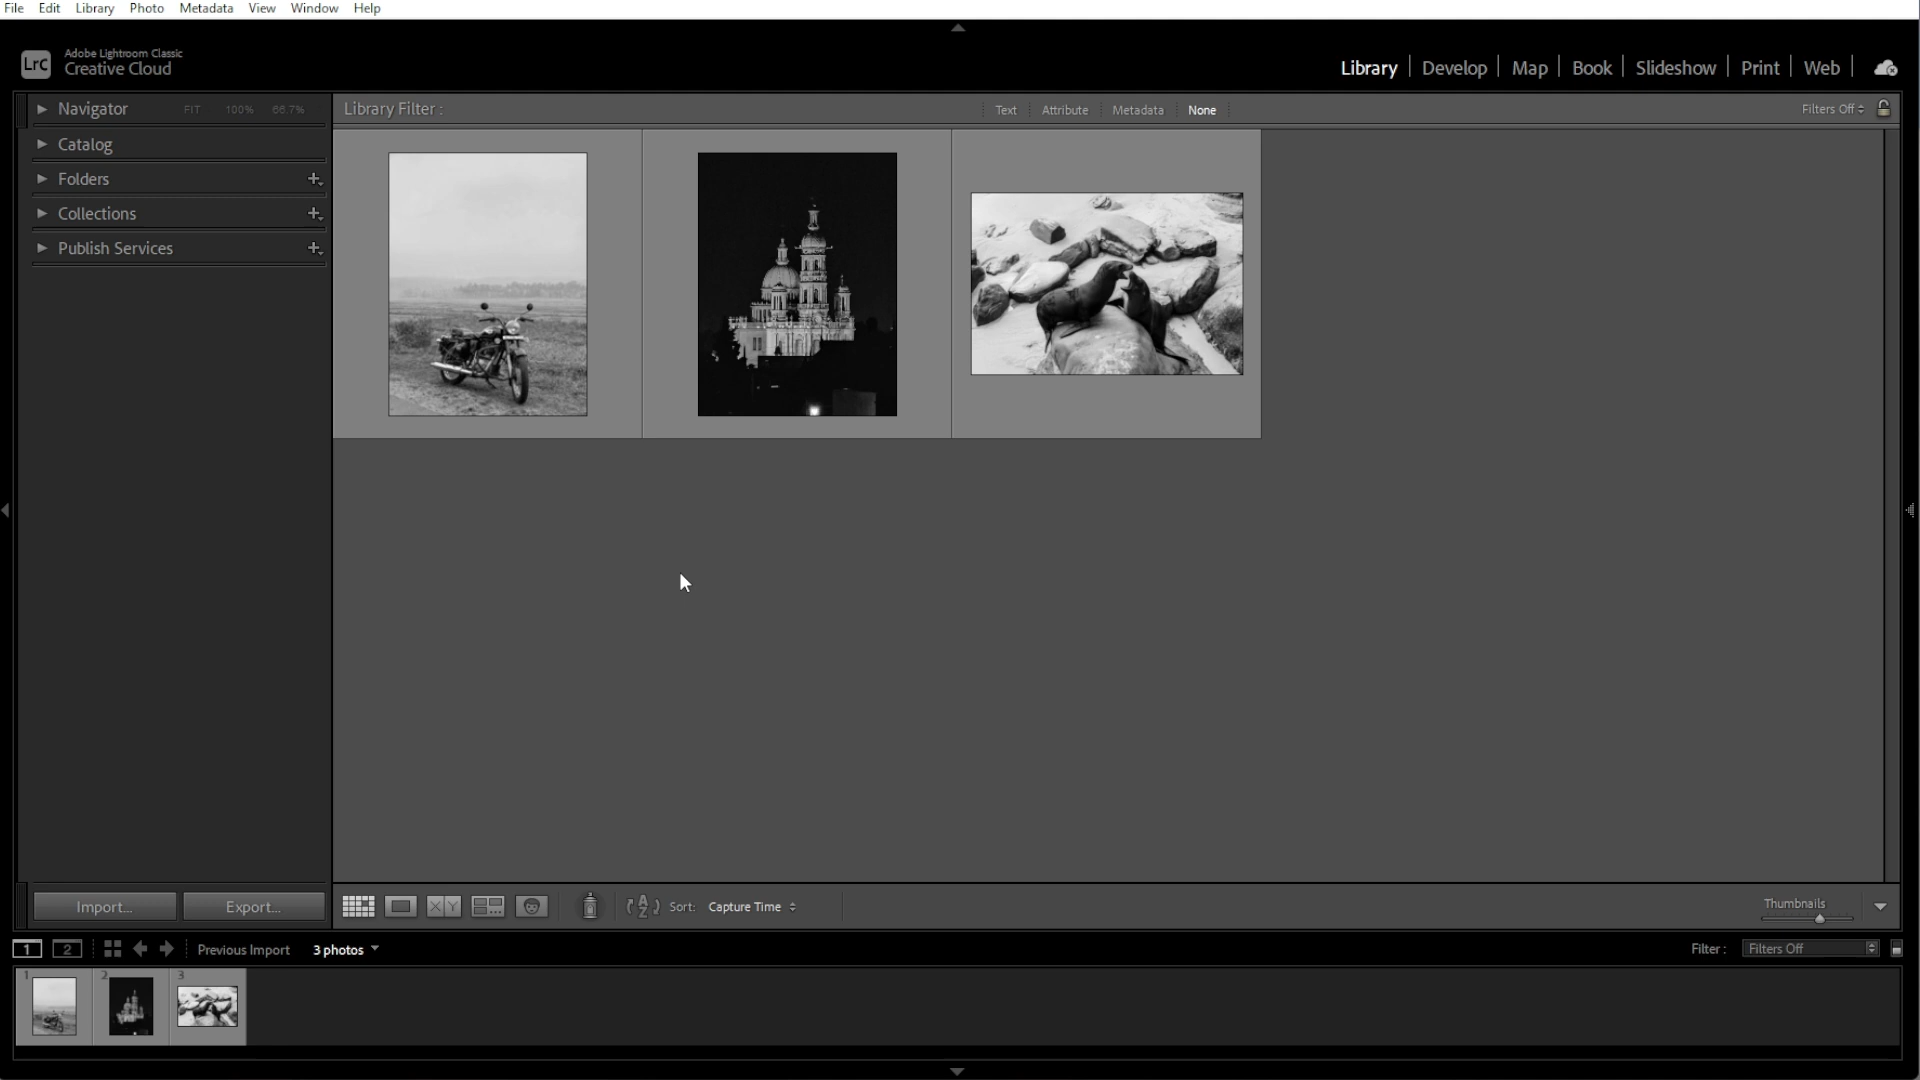 File Edit Library Photo Metadata View Window Help
LrC
Adobe Lightroom Classic
Creative Cloud
Library Develop Map Book Slideshow Print Web
Navigator FIT 100% 66.7%
Library Filter : Text Attribute Metadata None Filters Off
Catalog
Folders
Collections
Publish Services
Import... Export...
X Y
A
Z
Sort: Capture Time
Thumbnails
1 2 Previous Import 3 photos Filter : Filters Off
1 2 3